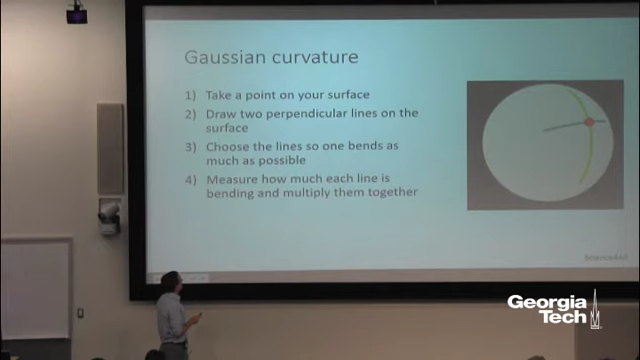 Gaussian curvature
1) Take a point on your surface
2) Draw two perpendicular lines on the
surface
3) Choose the lines so one bends as
much as possible
4) Measure how much each line is
bending and multiply them together
Georgia
Tech